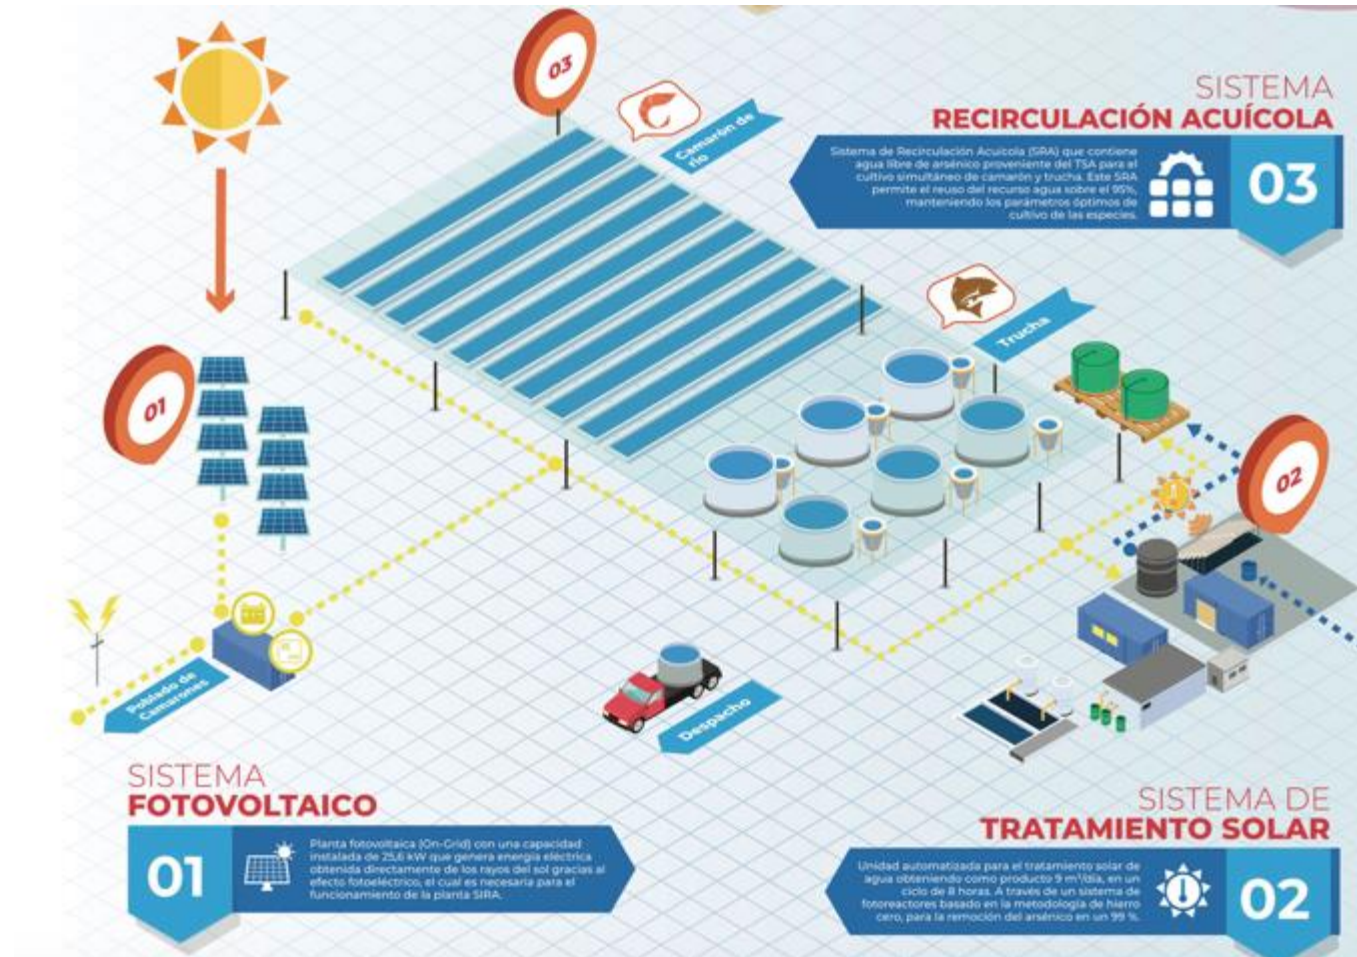 03
Camarón de
río
SISTEMA
RECIRCULACIÓN ACUÍCOLA
Sistema de Recirculación Acuícola (SRA) que contiene
agua libre de arsénico proveniente del TSA para el
cultivo simultáneo de camarón y trucha. Este SRA
permite el reuso del recurso agua sobre el 95%,
manteniendo los parámetros óptimos de
cultivo de las especies.
03
Trucha
01
02
Poblado de
Camarones
Despacho
SISTEMA
FOTOVOLTAICO
01
Planta fotovoltaica (On-Grid) con una capacidad
instalada de 25,6 kW que genera energía eléctrica
obtenida directamente de los rayos del sol gracias al
efecto fotoeléctrico, el cual es necesaria para el
funcionamiento de la planta SIRA.
SISTEMA DE
TRATAMIENTO SOLAR
Unidad automatizada para el tratamiento solar de
agua obteniendo como producto 9 m³/día, en un
ciclo de 8 horas. A través de un sistema de
fotoreactores basado en la metodología de hierro
cero, para la remoción del arsénico en un 99 %.
02